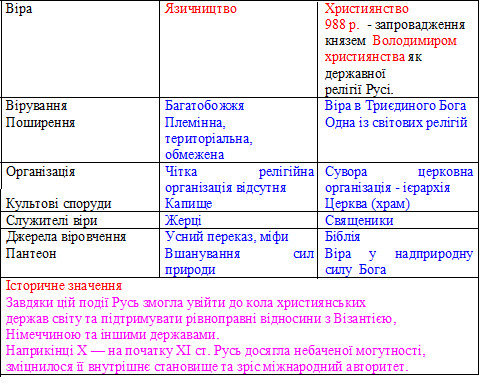 Віра Язичництво Християнство
988 р. - запровадження
князем Володимиром
християнства як
державної
релігії Русі.
Вірування Багатобожжя Віра в Триєдиного Бога
Поширення Племінна, Одна із світових релігій
територіальна,
обмежена
Організація Чітка релігійна Сувора церковна
організація відсутня організація - ієрархія
Культові споруди Капище Церква (храм)
Служителі віри Жерці Священики
Джерела віровчення Усний переказ, міфи Біблія
Пантеон Вшанування сил Віра у надприродну
природи силу Бога
Історичне значення
Завдяки цій події Русь змогла увійти до кола християнських
держав світу та підтримувати рівноправні відносини з Візантією,
Німеччиною та іншими державами.
Наприкінці X — на початку XI ст. Русь досягла небаченої могутності,
зміцнилося її внутрішнє становище та зріс міжнародний авторитет.